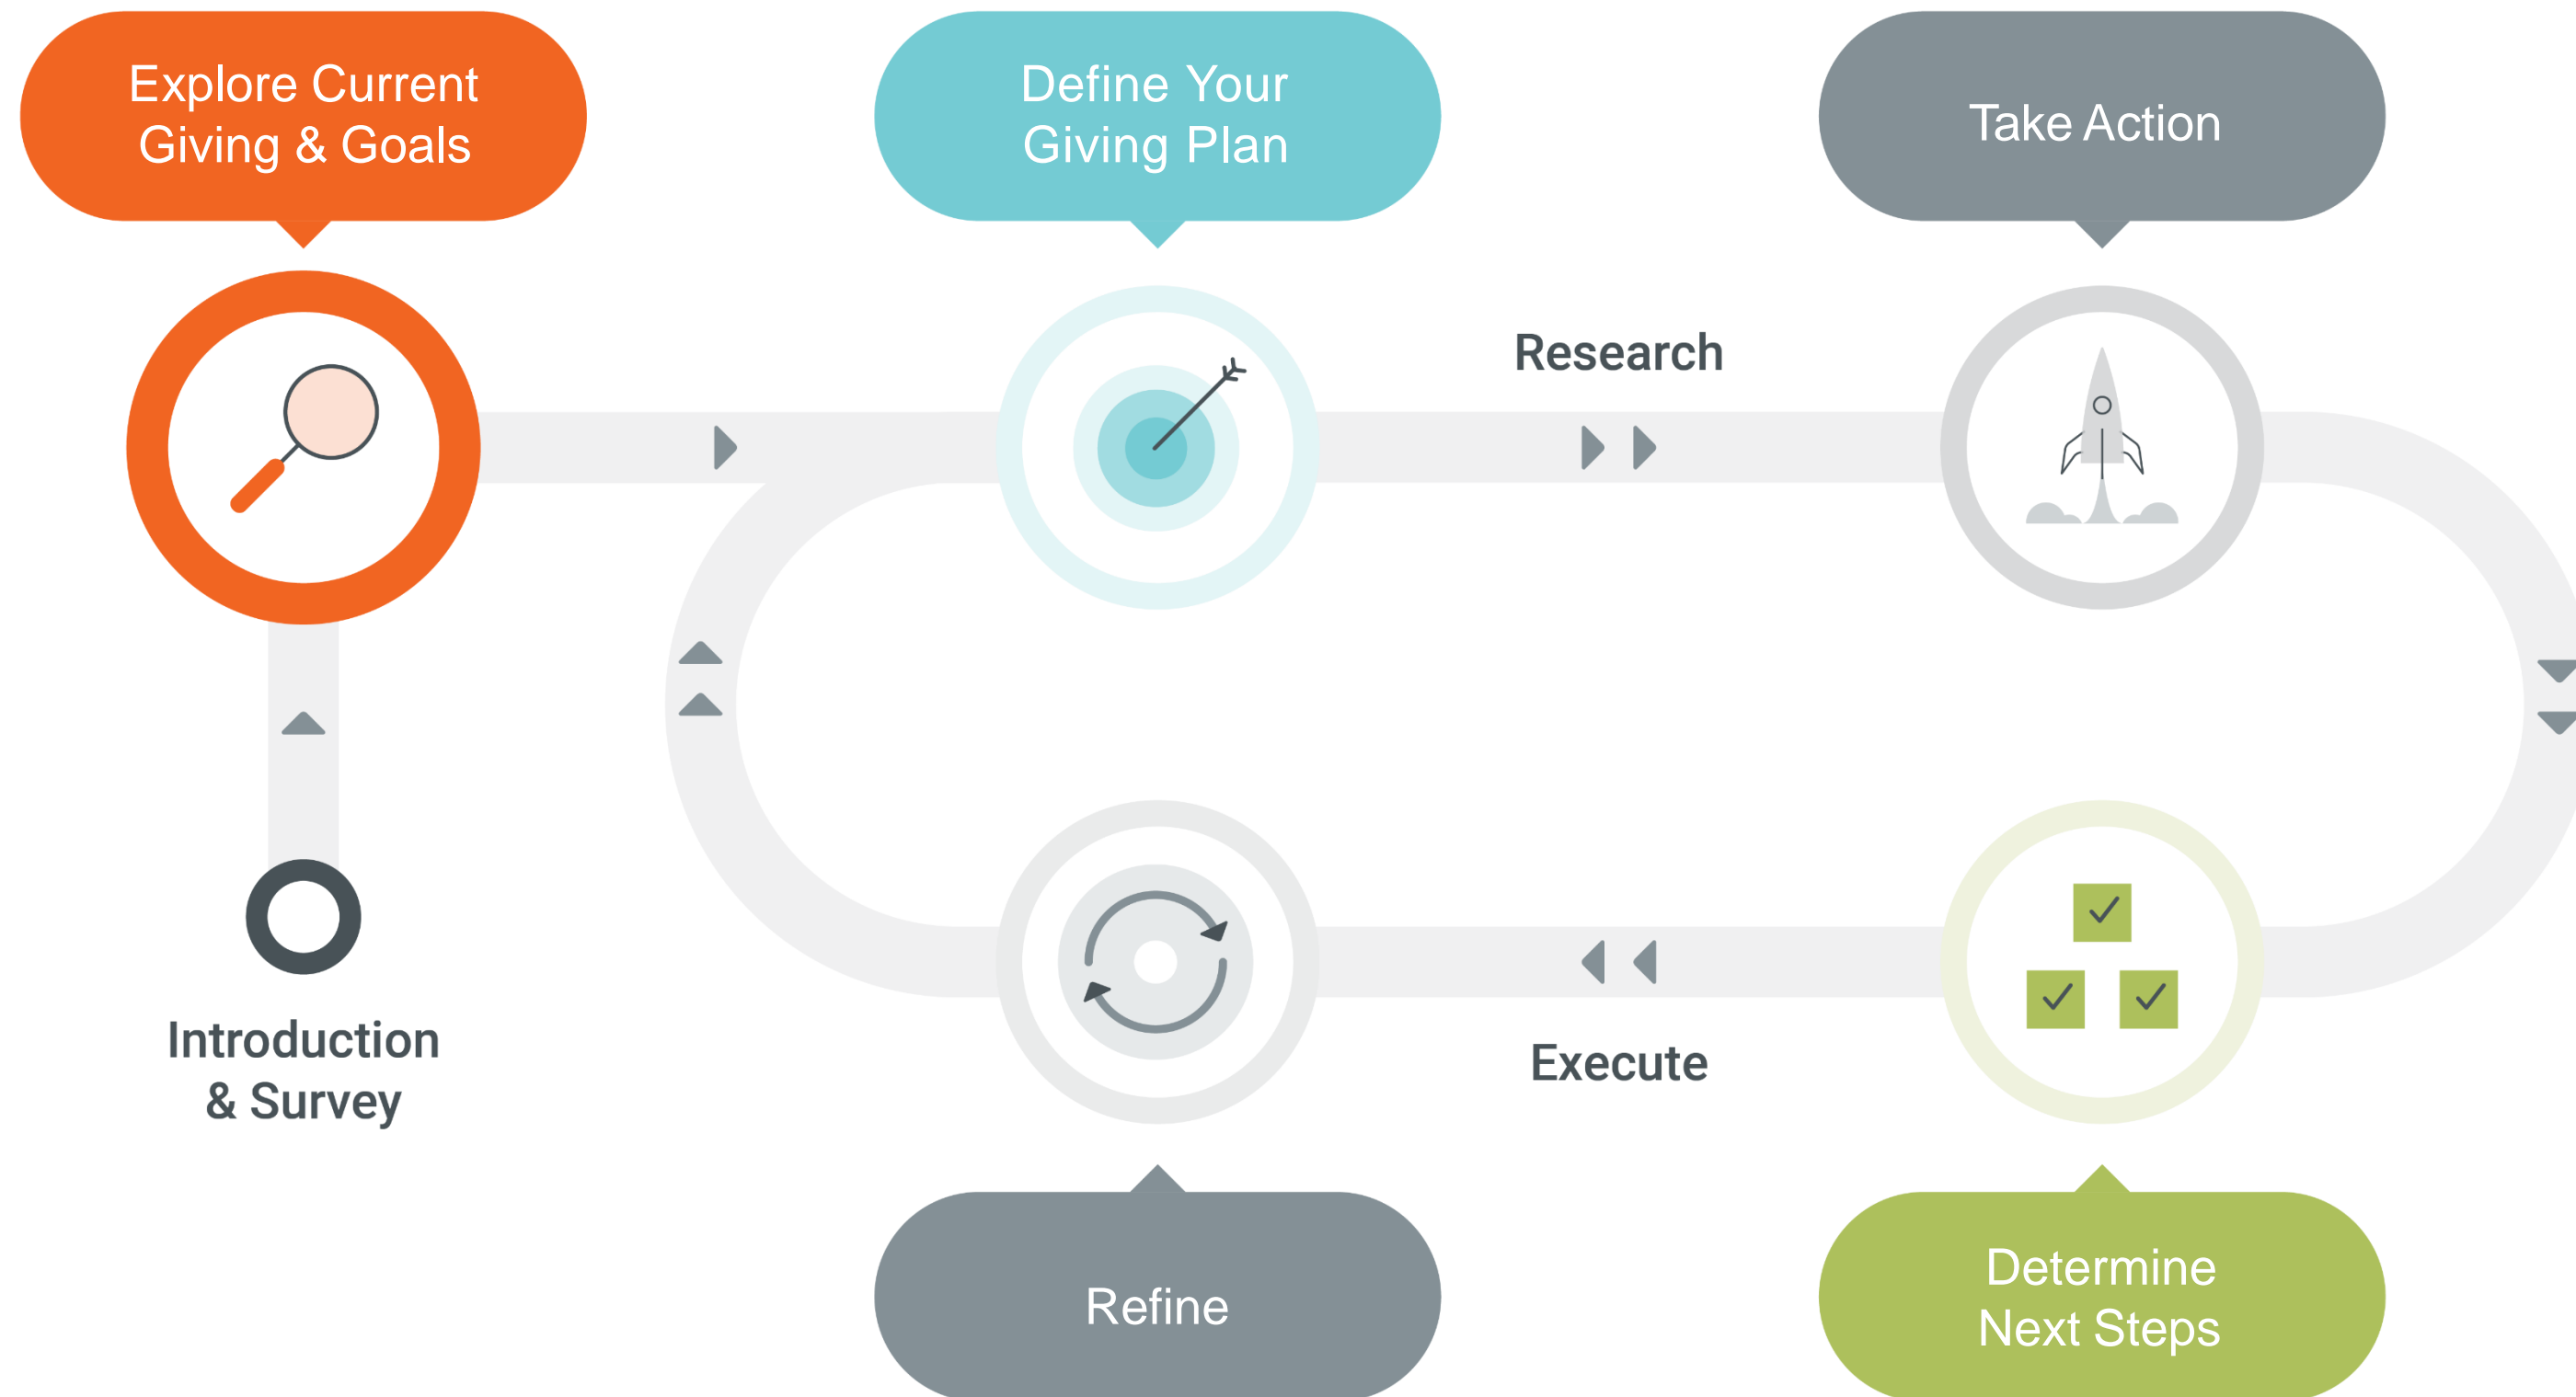 Explore Current
Giving & Goals
Define Your
Giving Plan
Take Action
Research
Introduction
& Survey
Execute
Refine
Determine
Next Steps